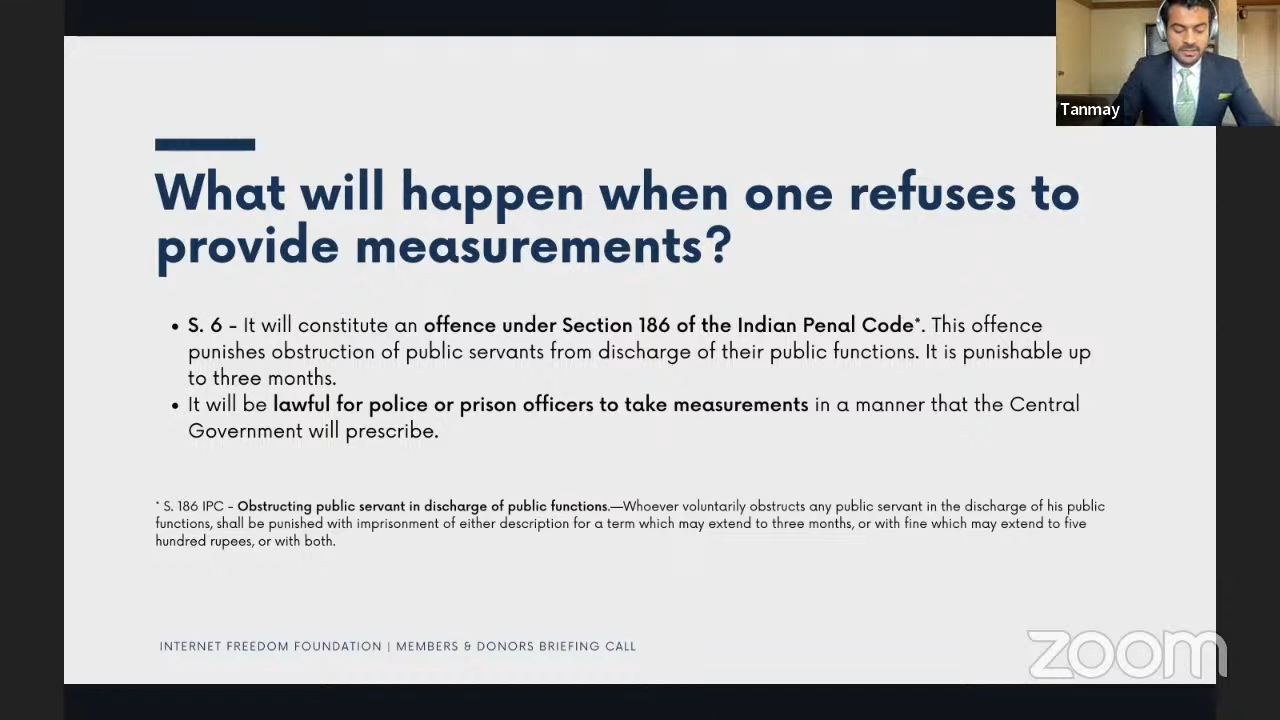 Tanmay
What will happen when one refuses to
provide measurements?
• S. 6 - It will constitute an offence under Section 186 of the Indian Penal Code*. This offence
punishes obstruction of public servants from discharge of their public functions. It is punishable up
to three months.
• It will be lawful for police or prison officers to take measurements in a manner that the Central
Government will prescribe.
* S. 186 IPC - Obstructing public servant in discharge of public functions.—Whoever voluntarily obstructs any public servant in the discharge of his public
functions, shall be punished with imprisonment of either description for a term which may extend to three months, or with fine which may extend to five
hundred rupees, or with both.
INTERNET FREEDOM FOUNDATION | MEMBERS & DONORS BRIEFING CALL
zoom